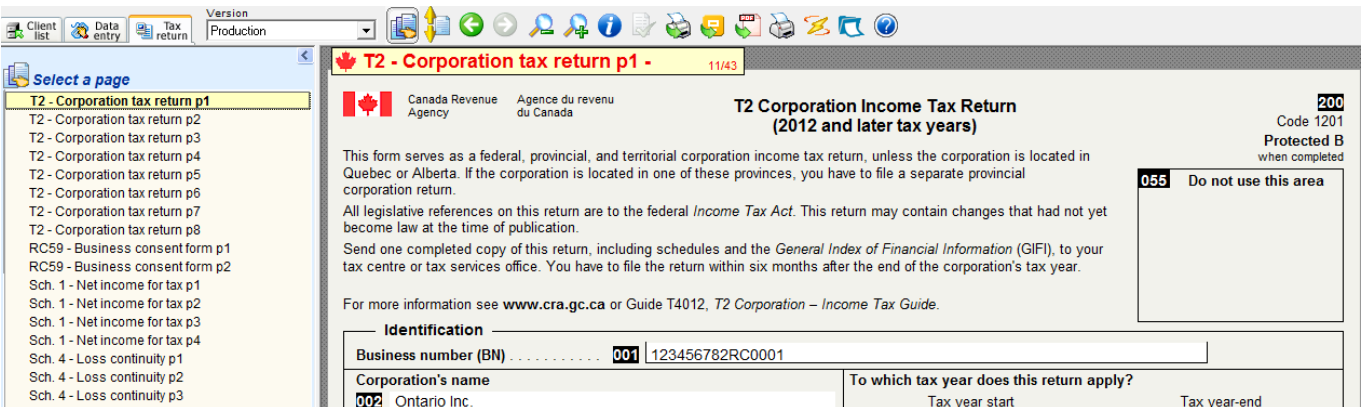 Version
Client list
Data entry
Tax return
Production
Select a page
T2 - Corporation tax return p1
T2 - Corporation tax return p2
T2 - Corporation tax return p3
T2 - Corporation tax return p4
T2 - Corporation tax return p5
T2 - Corporation tax return p6
T2 - Corporation tax return p7
T2 - Corporation tax return p8
RC59 - Business consent form p1
RC59 - Business consent form p2
Sch. 1 - Net income for tax p1
Sch. 1 - Net income for tax p2
Sch. 1 - Net income for tax p3
Sch. 1 - Net income for tax p4
Sch. 4 - Loss continuity p1
Sch. 4 - Loss continuity p2
Sch. 4 - Loss continuity p3
T2 - Corporation tax return p1 - 11/43
Canada Revenue Agency
Agence du revenu du Canada
T2 Corporation Income Tax Return
(2012 and later tax years)
200
Code 1201
Protected B
when completed
This form serves as a federal, provincial, and territorial corporation income tax return, unless the corporation is located in
Quebec or Alberta. If the corporation is located in one of these provinces, you have to file a separate provincial
corporation return.
All legislative references on this return are to the federal Income Tax Act. This return may contain changes that had not yet
become law at the time of publication.
Send one completed copy of this return, including schedules and the General Index of Financial Information (GIFI), to your
tax centre or tax services office. You have to file the return within six months after the end of the corporation's tax year.
For more information see www.cra.gc.ca or Guide T4012, T2 Corporation – Income Tax Guide.
055 Do not use this area
Identification
Business number (BN) . . . . . . . . . . . 001 123456782RC0001
Corporation's name
002 Ontario Inc.
To which tax year does this return apply?
Tax year start Tax year-end